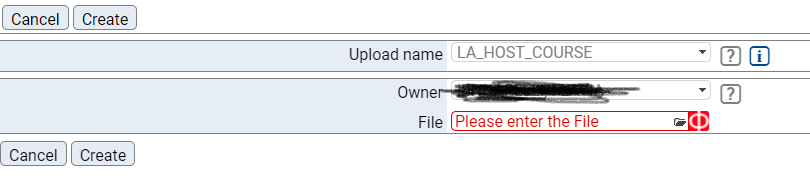 Cancel Create
Upload name LA_HOST_COURSE ? i
Owner ?
File Please enter the File
Cancel Create